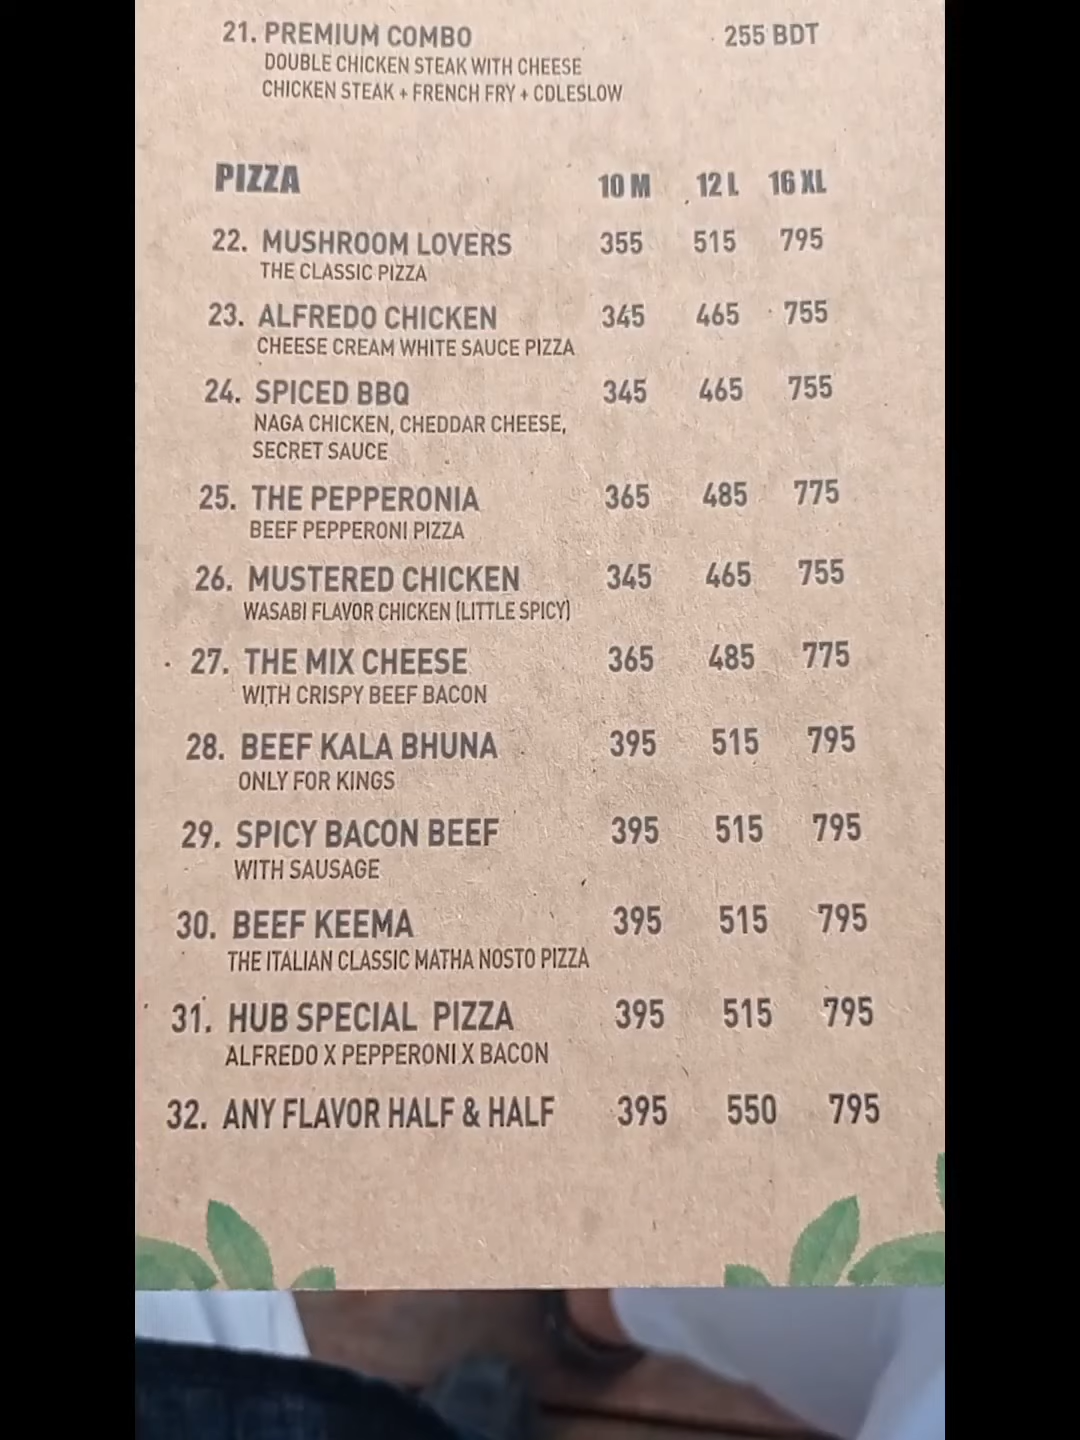 21. PREMIUM COMBO 255 BDT
DOUBLE CHICKEN STEAK WITH CHEESE
CHICKEN STEAK + FRENCH FRY + CDLESLOW
PIZZA 10 M 12 L 16 XL
22. MUSHROOM LOVERS 355 515 795
THE CLASSIC PIZZA
23. ALFREDO CHICKEN 345 465 755
CHEESE CREAM WHITE SAUCE PIZZA
24. SPICED BBQ 345 465 755
NAGA CHICKEN, CHEDDAR CHEESE,
SECRET SAUCE
25. THE PEPPERONIA 365 485 775
BEEF PEPPERONI PIZZA
26. MUSTERED CHICKEN 345 465 755
WASABI FLAVOR CHICKEN (LITTLE SPICY)
27. THE MIX CHEESE 365 485 775
WITH CRISPY BEEF BACON
28. BEEF KALA BHUNA 395 515 795
ONLY FOR KINGS
29. SPICY BACON BEEF 395 515 795
WITH SAUSAGE
30. BEEF KEEMA 395 515 795
THE ITALIAN CLASSIC MATHA NOSTO PIZZA
31. HUB SPECIAL PIZZA 395 515 795
ALFREDO X PEPPERONI X BACON
32. ANY FLAVOR HALF & HALF 395 550 795